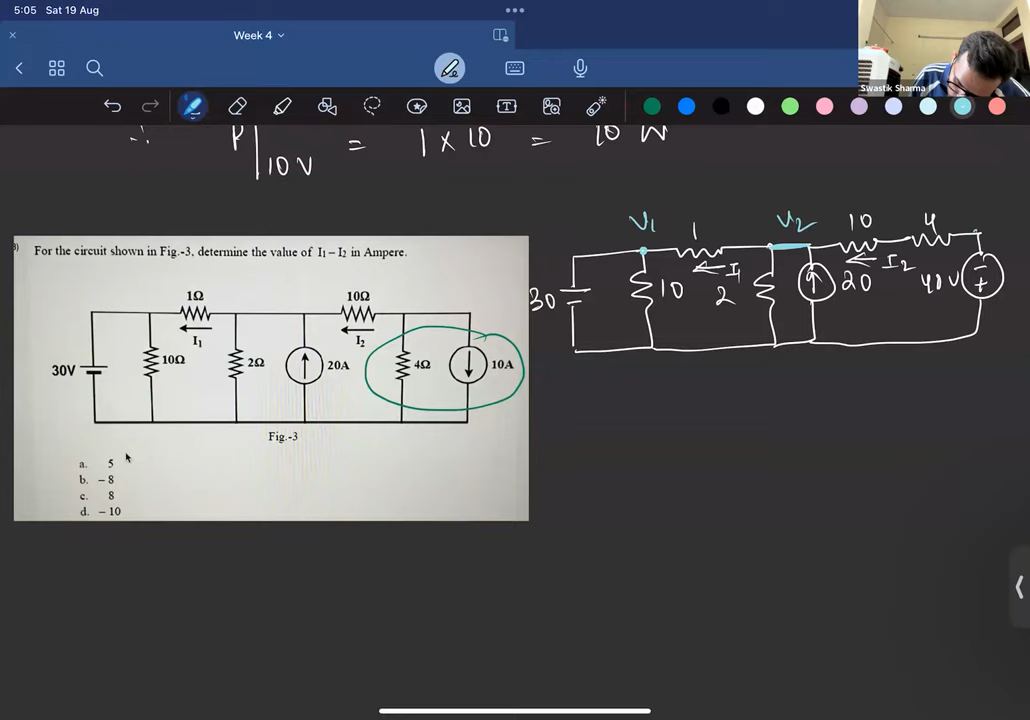 5:05 Sat 19 Aug
Week 4
Swastik Sharma
∴ P|10V = 1 × 10 = 10 W
For the circuit shown in Fig.-3, determine the value of I₁ – I₂ in Ampere.
1Ω
10Ω
I₁
I₂
30V
10Ω
2Ω
20A
4Ω
10A
Fig.-3
a. 5
b. – 8
c. 8
d. – 10
V₁
1
V₂
10
4
I₁
I₂
30
10
2
20
40V